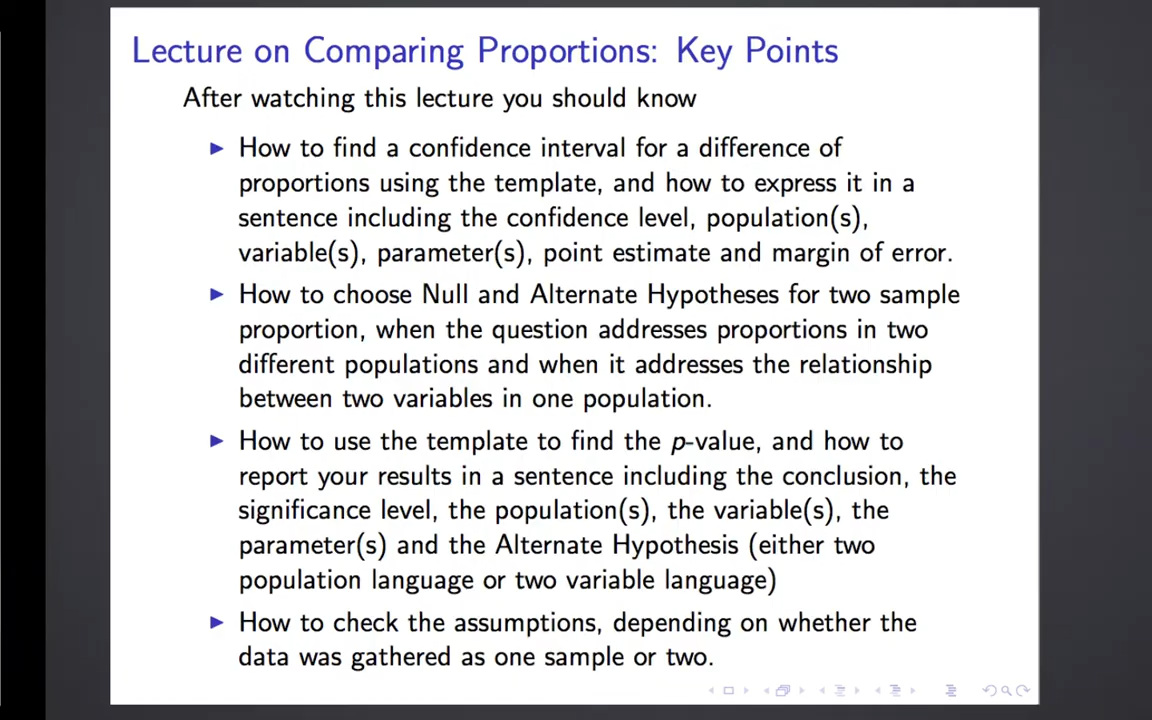 Lecture on Comparing Proportions: Key Points
After watching this lecture you should know
How to find a confidence interval for a difference of
proportions using the template, and how to express it in a
sentence including the confidence level, population(s),
variable(s), parameter(s), point estimate and margin of error.
How to choose Null and Alternate Hypotheses for two sample
proportion, when the question addresses proportions in two
different populations and when it addresses the relationship
between two variables in one population.
How to use the template to find the p-value, and how to
report your results in a sentence including the conclusion, the
significance level, the population(s), the variable(s), the
parameter(s) and the Alternate Hypothesis (either two
population language or two variable language)
How to check the assumptions, depending on whether the
data was gathered as one sample or two.